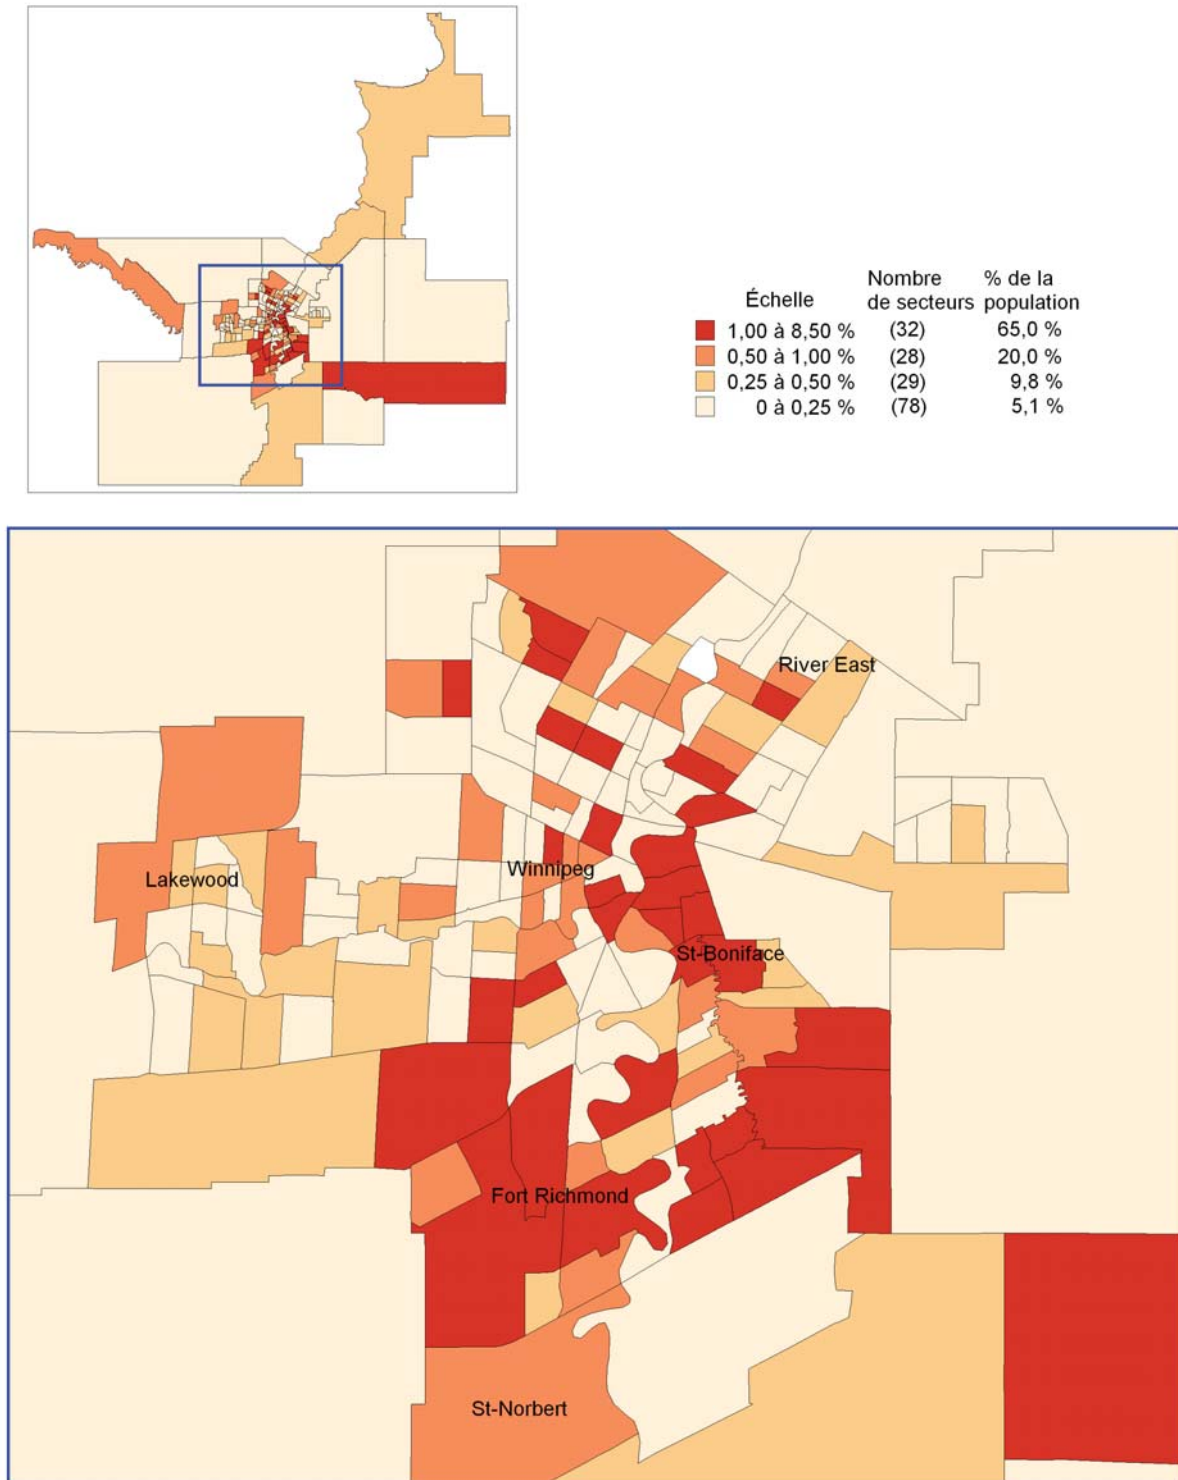 Échelle
Nombre de secteurs
% de la population
1,00 à 8,50 % (32) 65,0 %
0,50 à 1,00 % (28) 20,0 %
0,25 à 0,50 % (29) 9,8 %
0 à 0,25 % (78) 5,1 %
River East
Winnipeg
Lakewood
St-Boniface
Fort Richmond
St-Norbert